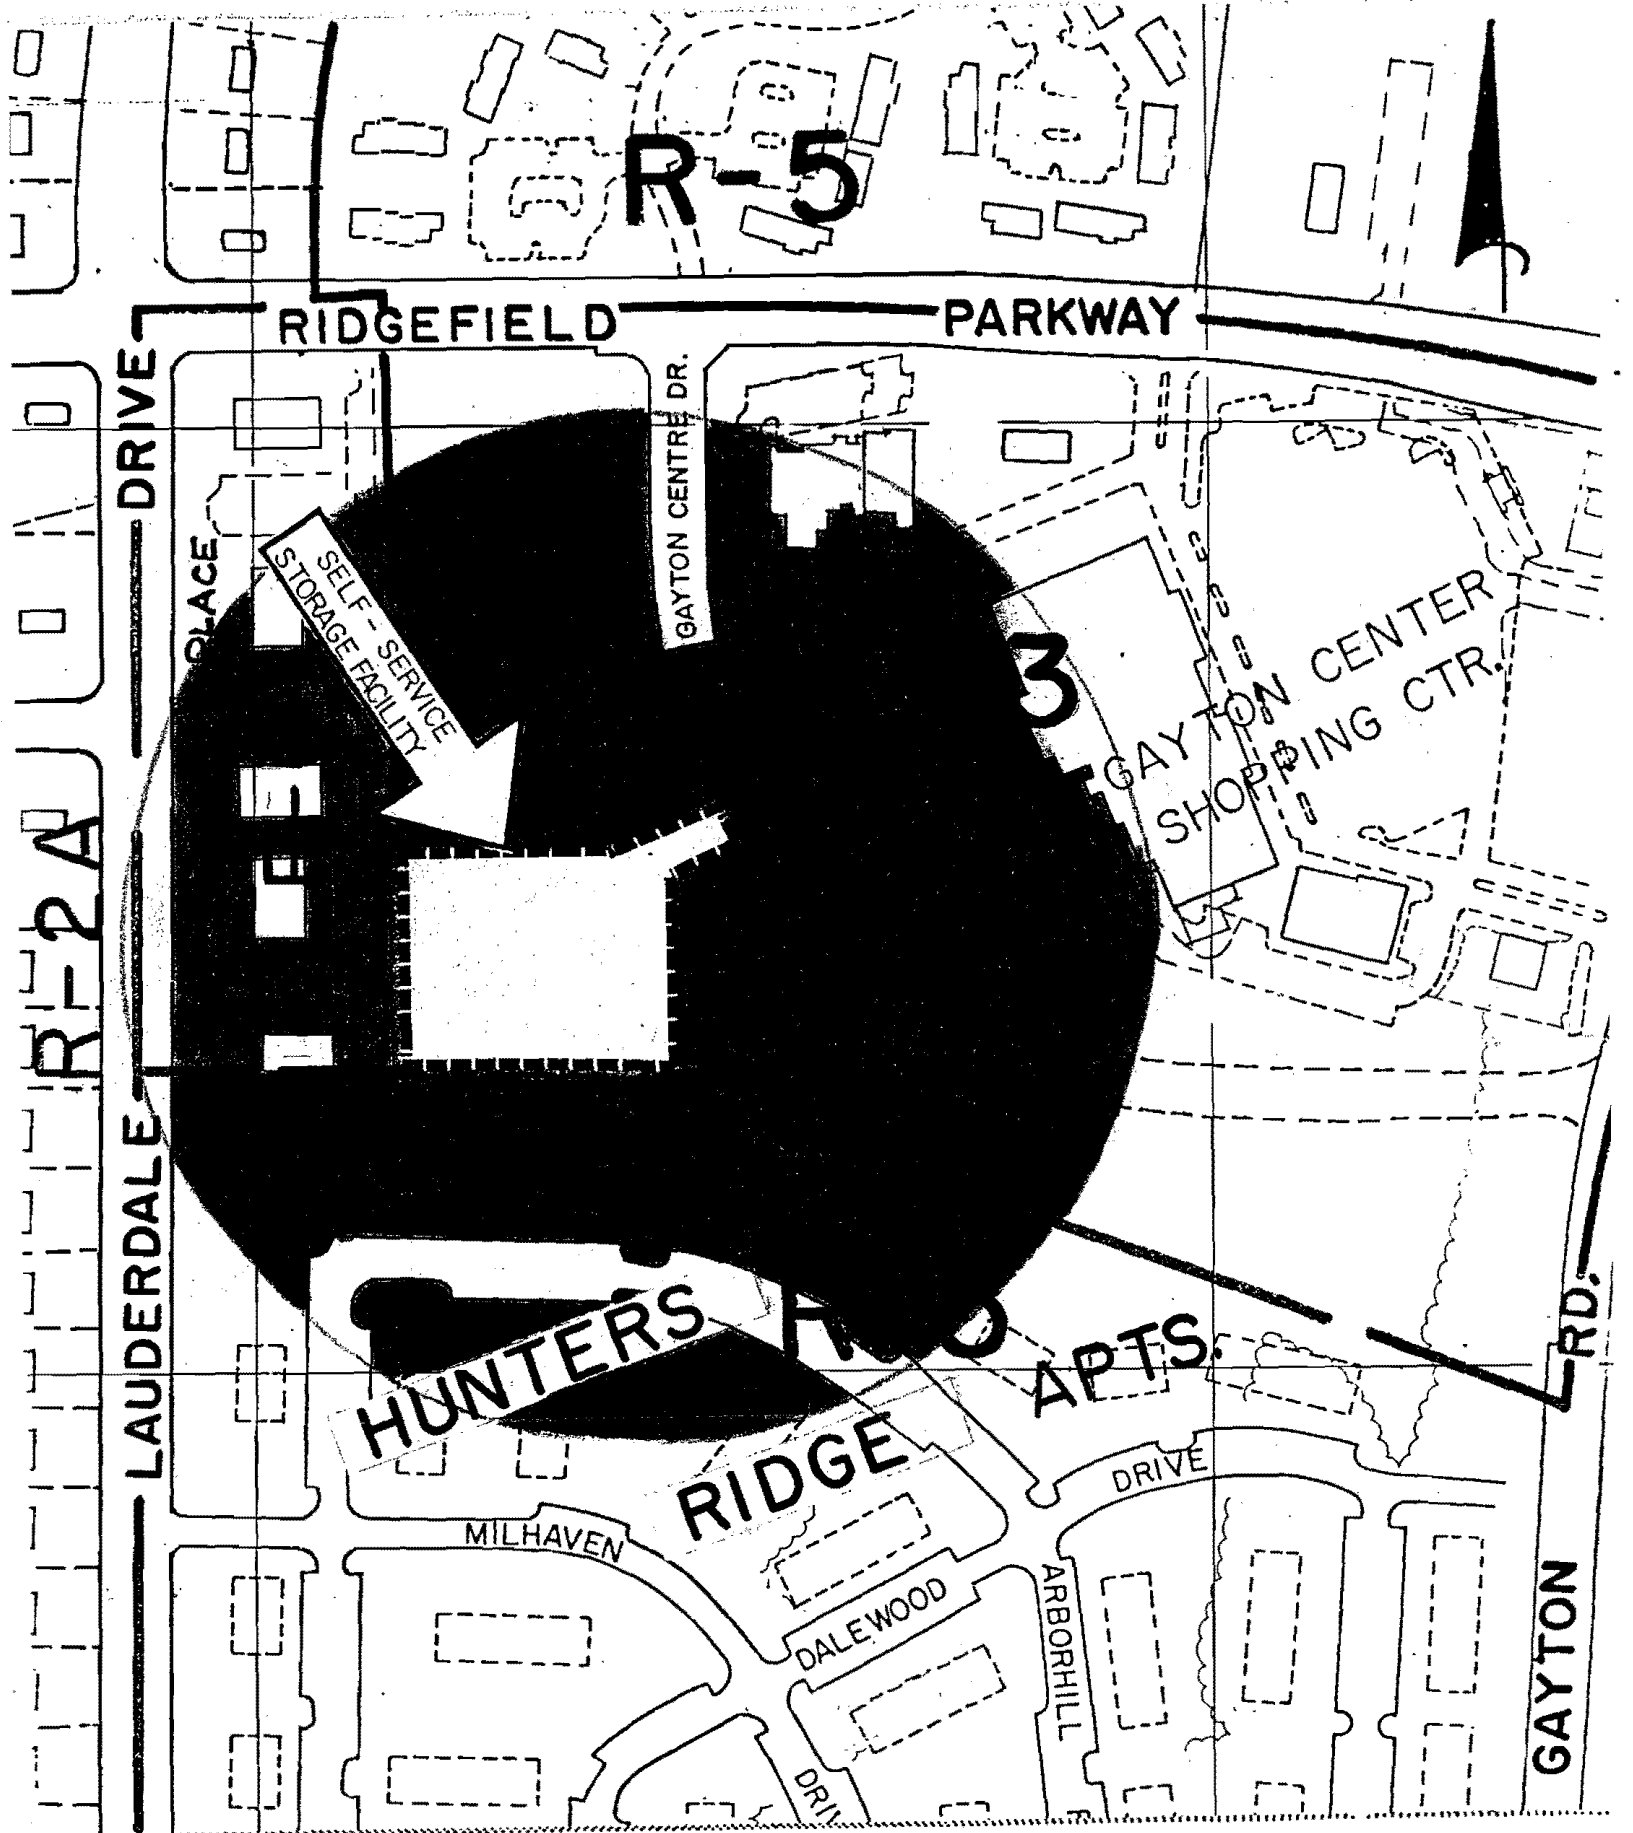 R-5
RIDGEFIELD PARKWAY
LAUDERDALE DRIVE
PLACE
GAYTON CENTRE DR.
SELF-SERVICE
STORAGE FACILITY
3
GAYTON CENTER
SHOPPING CTR.
R-2A
HUNTERS
RIDGE
APTS.
MILHAVEN
DRIVE
DALEWOOD
ARBORHILL
GAYTON RD.